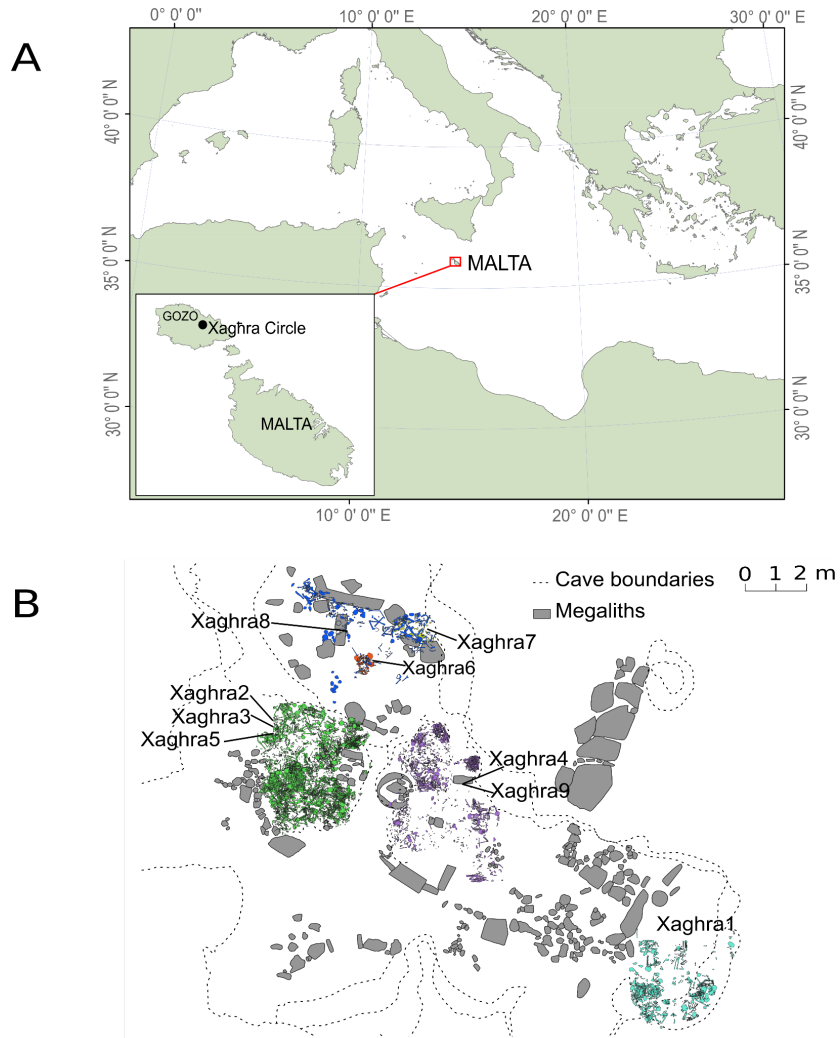 A
0° 0' 0" 10° 0' 0" E 20° 0' 0" E 30° 0' 0" E
40° 0' 0" N
40° 0' 0" N
35° 0' 0" N
35° 0' 0" N
30° 0' 0" N
30° 0' 0" N
MALTA
GOZO
Xagħra Circle
MALTA
10° 0' 0" E 20° 0' 0" E
B
Cave boundaries
Megaliths
0 1 2 m
Xaghra8
Xaghra7
Xaghra6
Xaghra2
Xaghra3
Xaghra5
Xaghra4
Xaghra9
Xaghra1